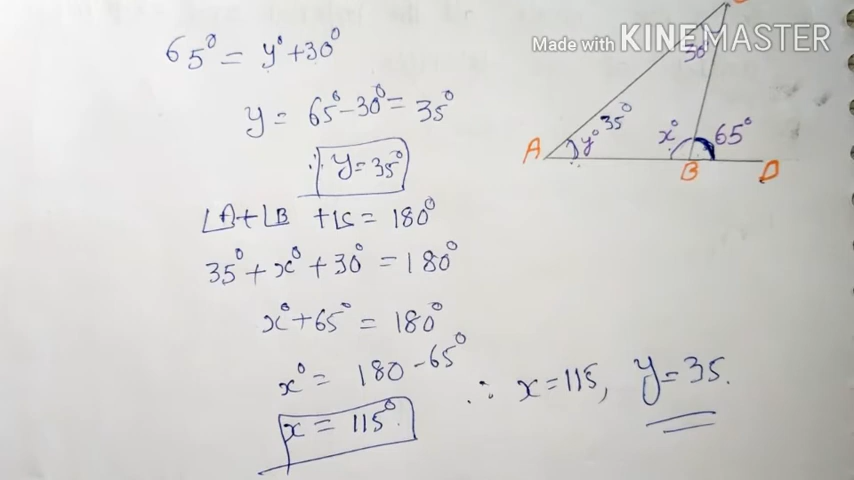 65° = y° + 30°
y = 65° - 30° = 35°
∴ y = 35°
∠A + ∠B + ∠C = 180°
35° + x° + 30° = 180°
x° + 65° = 180°
x° = 180 - 65°
x = 115°.
∴ x = 115, y = 35.
Made with KINEMASTER
30°
A
y° 35°
x°
65°
B
D